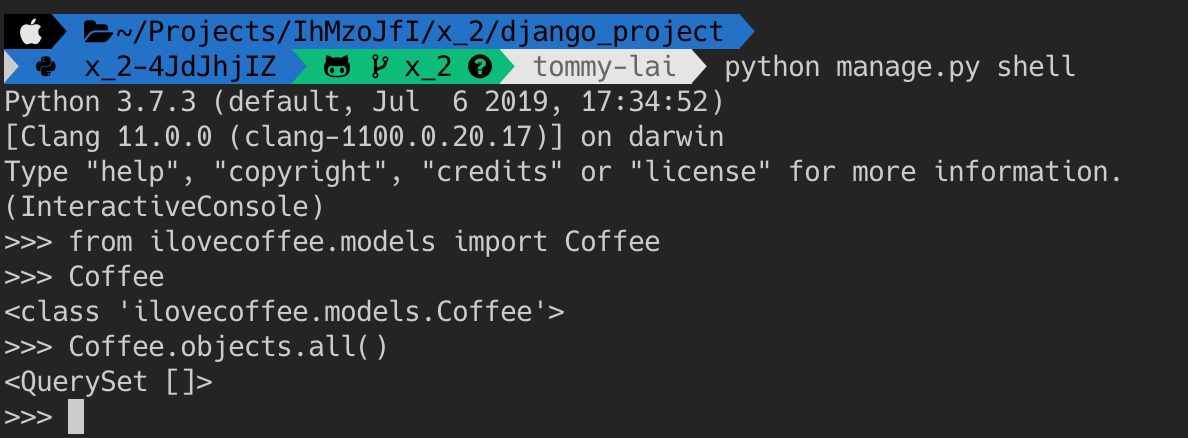 ~/Projects/IhMzoJfI/x_2/django_project
x_2-4JdJhjIZ x_2 ? tommy-lai python manage.py shell
Python 3.7.3 (default, Jul  6 2019, 17:34:52)
[Clang 11.0.0 (clang-1100.0.20.17)] on darwin
Type "help", "copyright", "credits" or "license" for more information.
(InteractiveConsole)
>>> from ilovecoffee.models import Coffee
>>> Coffee
<class 'ilovecoffee.models.Coffee'>
>>> Coffee.objects.all()
<QuerySet []>
>>>